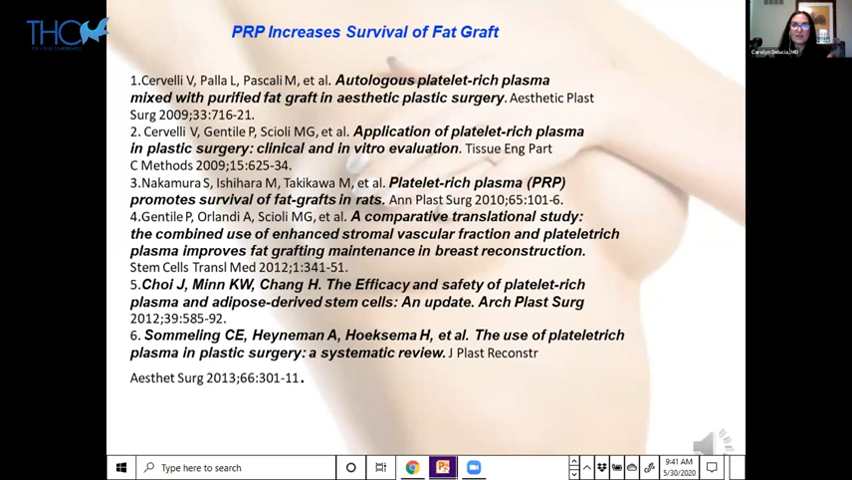 THO
PRP Increases Survival of Fat Graft
Carolyn Delucia, MD
1.Cervelli V, Palla L, Pascali M, et al. Autologous platelet-rich plasma
mixed with purified fat graft in aesthetic plastic surgery. Aesthetic Plast
Surg 2009;33:716-21.
2. Cervelli V, Gentile P, Scioli MG, et al. Application of platelet-rich plasma
in plastic surgery: clinical and in vitro evaluation. Tissue Eng Part
C Methods 2009;15:625-34.
3.Nakamura S, Ishihara M, Takikawa M, et al. Platelet-rich plasma (PRP)
promotes survival of fat-grafts in rats. Ann Plast Surg 2010;65:101-6.
4.Gentile P, Orlandi A, Scioli MG, et al. A comparative translational study:
the combined use of enhanced stromal vascular fraction and plateletrich
plasma improves fat grafting maintenance in breast reconstruction.
Stem Cells Transl Med 2012;1:341-51.
5.Choi J, Minn KW, Chang H. The Efficacy and safety of platelet-rich
plasma and adipose-derived stem cells: An update. Arch Plast Surg
2012;39:585-92.
6. Sommeling CE, Heyneman A, Hoeksema H, et al. The use of plateletrich
plasma in plastic surgery: a systematic review. J Plast Reconstr
Aesthet Surg 2013;66:301-11.
Type here to search
9:41 AM
5/30/2020